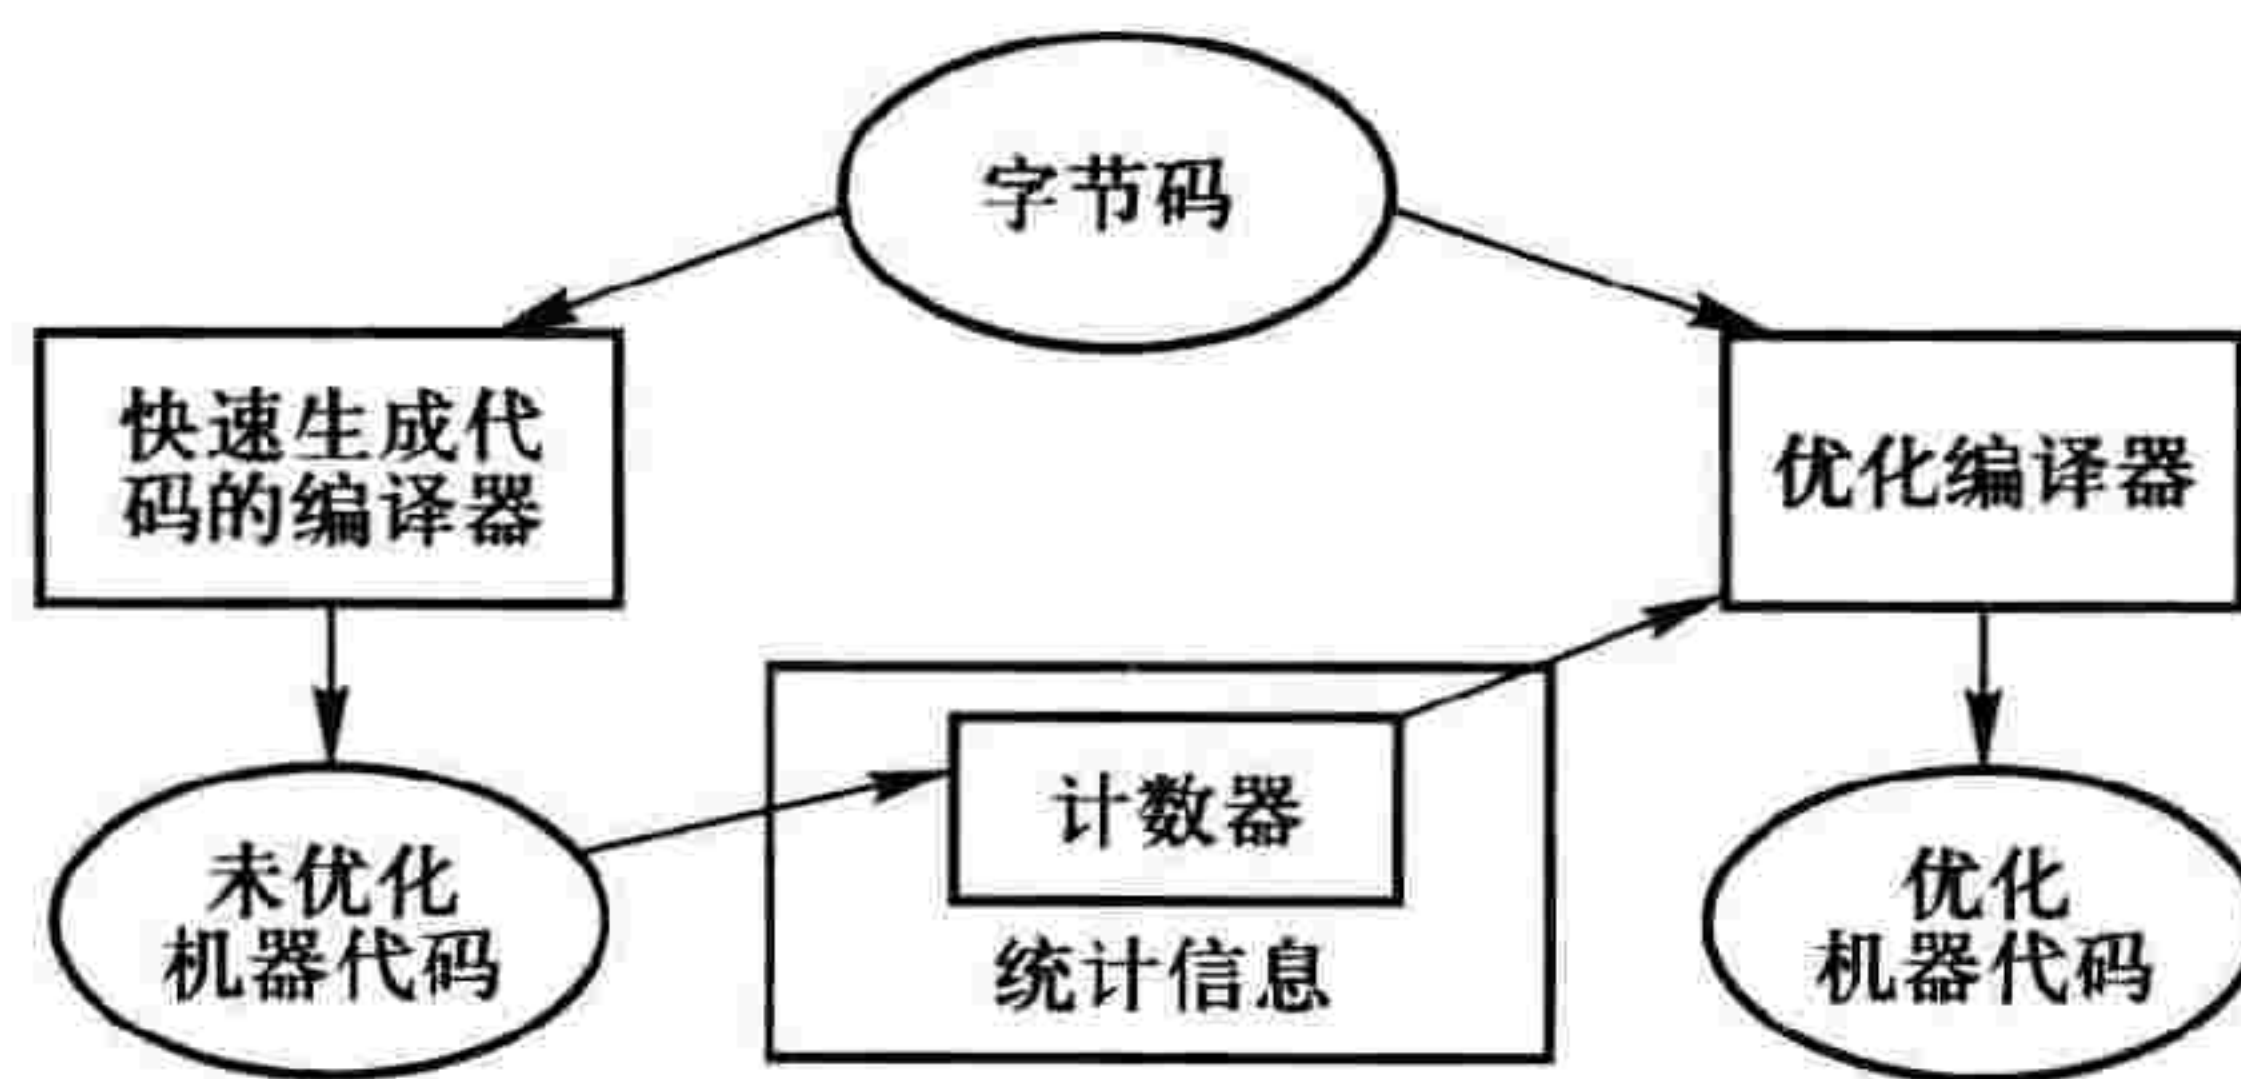 字节码
快速生成代
码的编译器
优化编译器
计数器
未优化
机器代码
统计信息
优化
机器代码